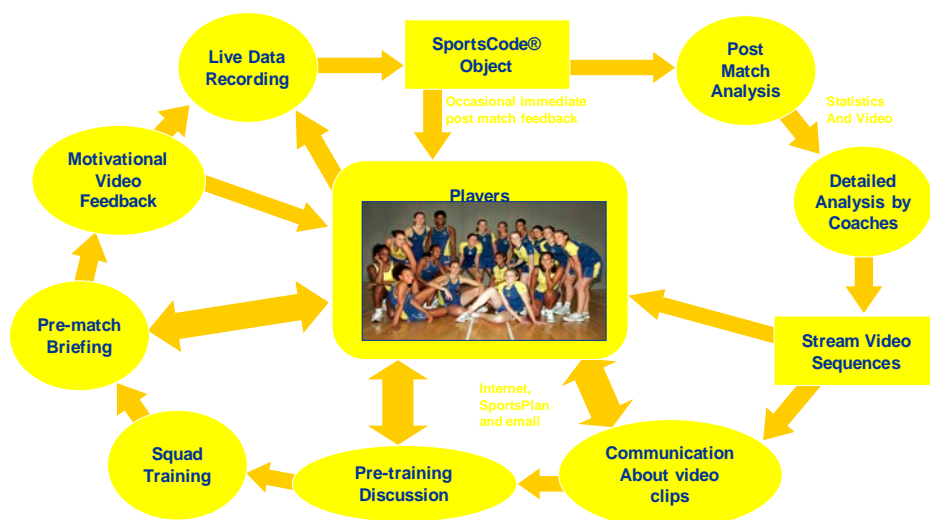 Live Data
Recording
SportsCode®
Object
Post
Match
Analysis
Occasional immediate
post match feedback
Statistics
And Video
Motivational
Video
Feedback
Players
Detailed
Analysis by
Coaches
Pre-match
Briefing
Stream Video
Sequences
Internet,
SportsPlan
and email
Squad
Training
Pre-training
Discussion
Communication
About video
clips